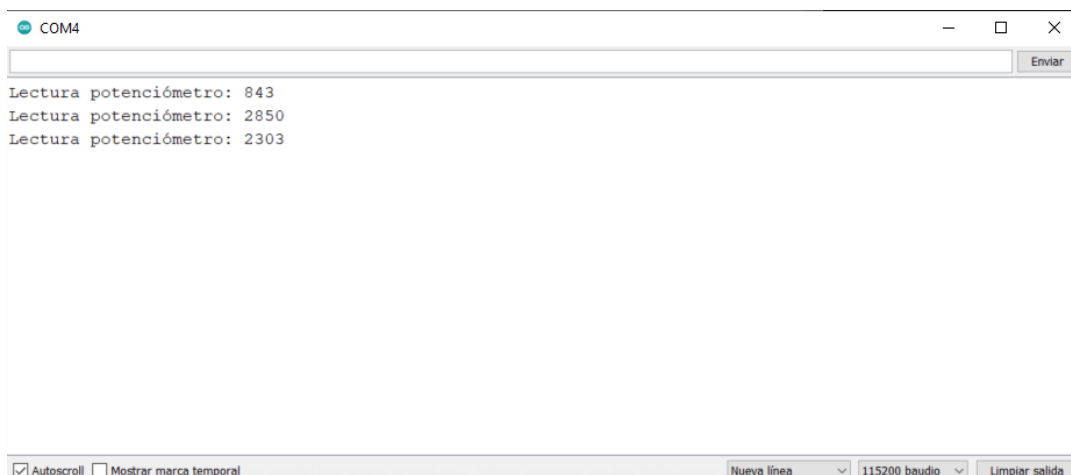 COM4
Enviar
Lectura potenciómetro: 843
Lectura potenciómetro: 2850
Lectura potenciómetro: 2303
Autoscroll Mostrar marca temporal Nueva línea 115200 baudio Limpiar salida